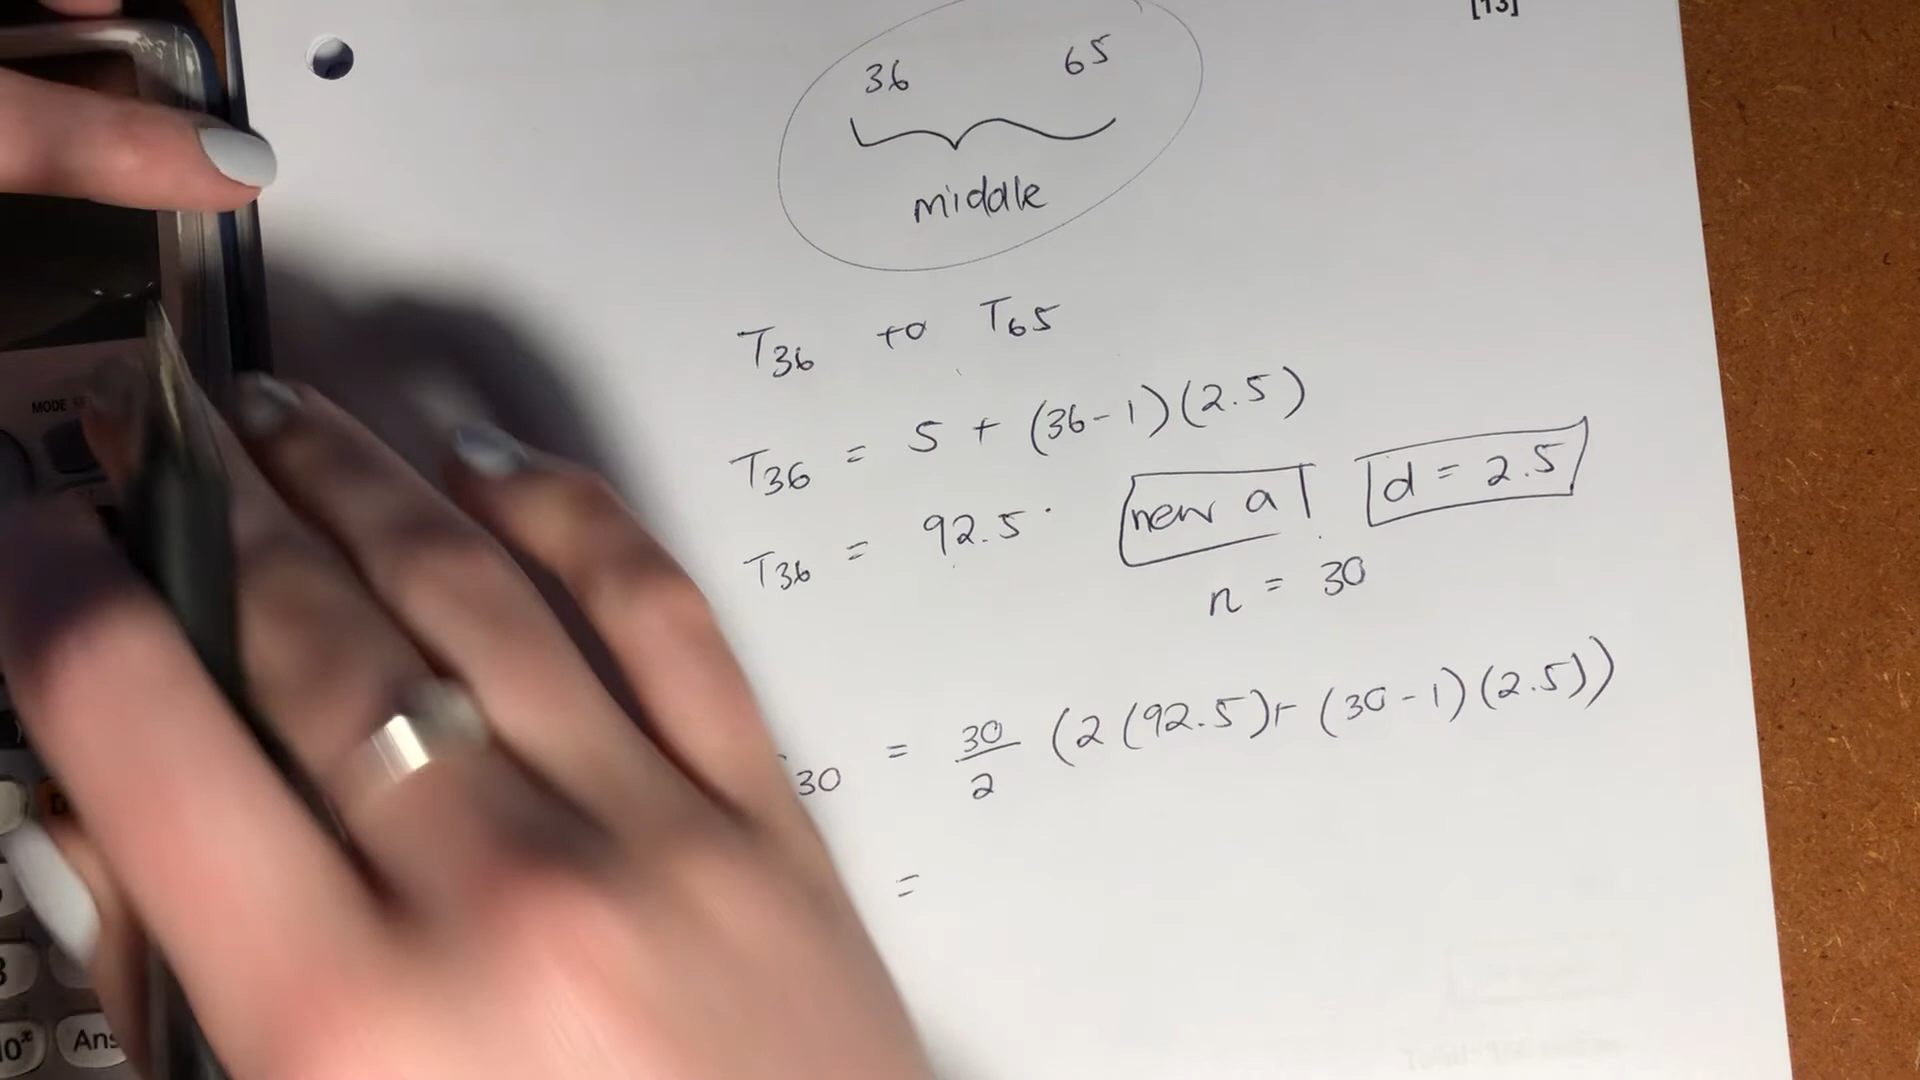 [13]
36 65
middle
T36 to T65
T36 = 5 + (36-1)(2.5)
T36 = 92.5 new a d = 2.5
n = 30
30 = 30/2 (2(92.5)+ (30-1)(2.5))
=
MODE
Ans